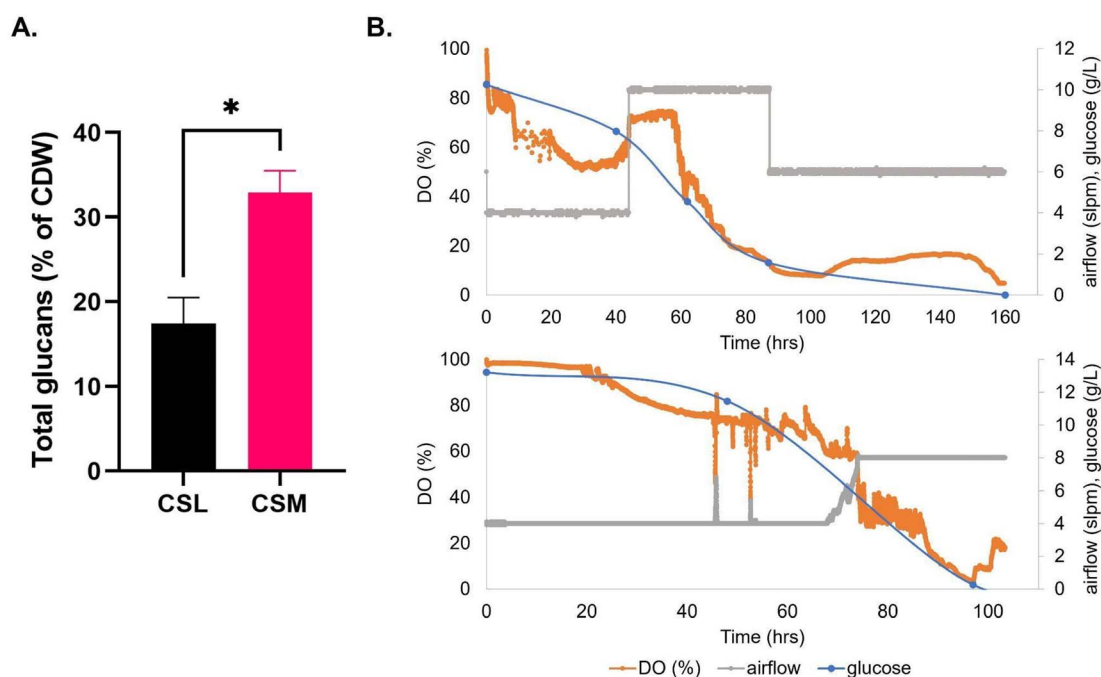 A.
Total glucans (% of CDW)
40
30
20
10
0
*
CSL CSM
B.
DO (%)
100
80
60
40
20
0
0 20 40 60 80 100 120 140 160
Time (hrs)
12
10
8
6
4
2
0
airflow (slpm), glucose (g/L)
DO (%)
100
80
60
40
20
0
0 20 40 60 80 100
Time (hrs)
14
12
10
8
6
4
2
0
airflow (slpm), glucose (g/L)
DO (%) airflow glucose